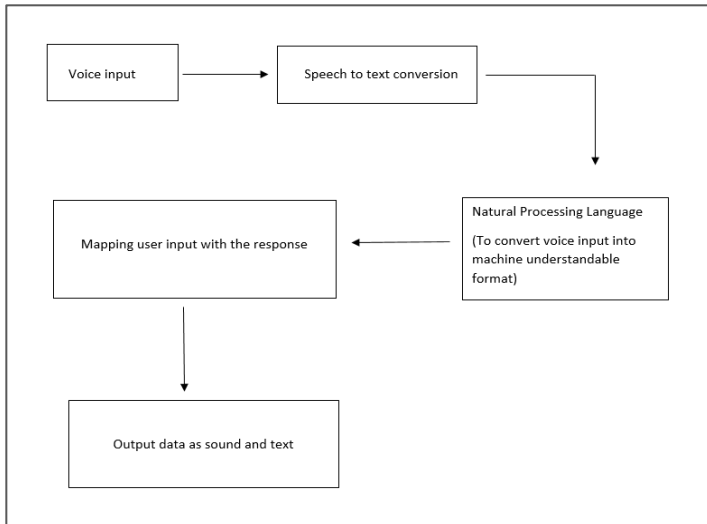 Voice input
Speech to text conversion
Natural Processing Language
(To convert voice input into
machine understandable
format)
Mapping user input with the response
Output data as sound and text